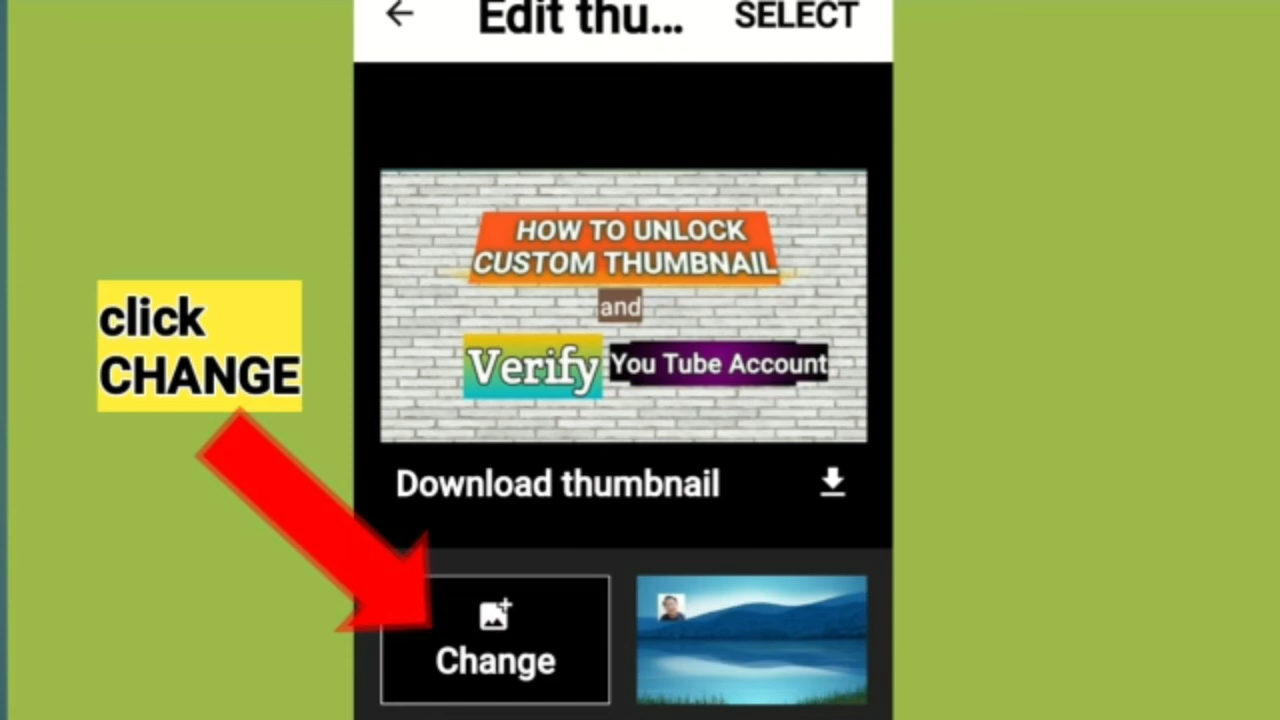 Edit thu...
SELECT
HOW TO UNLOCK
CUSTOM THUMBNAIL
and
Verify You Tube Account
click
CHANGE
Download thumbnail
Change